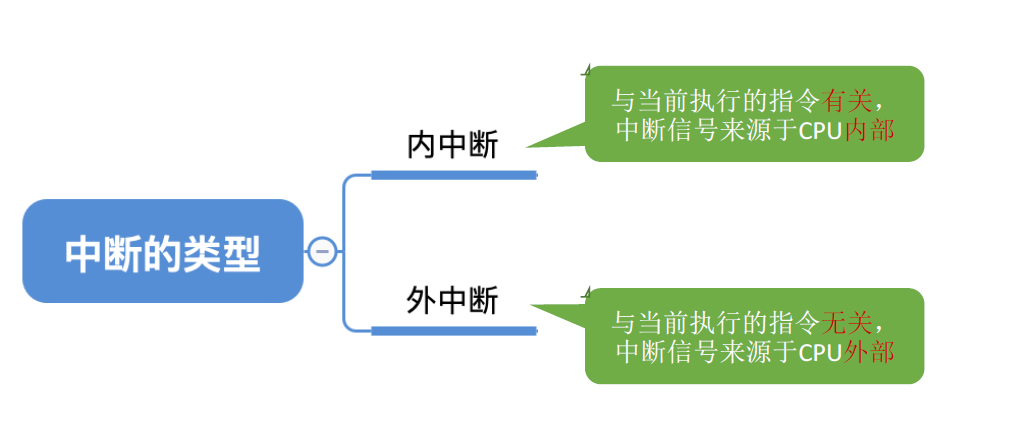 中断的类型
内中断
与当前执行的指令有关，
中断信号来源于CPU内部
外中断
与当前执行的指令无关，
中断信号来源于CPU外部